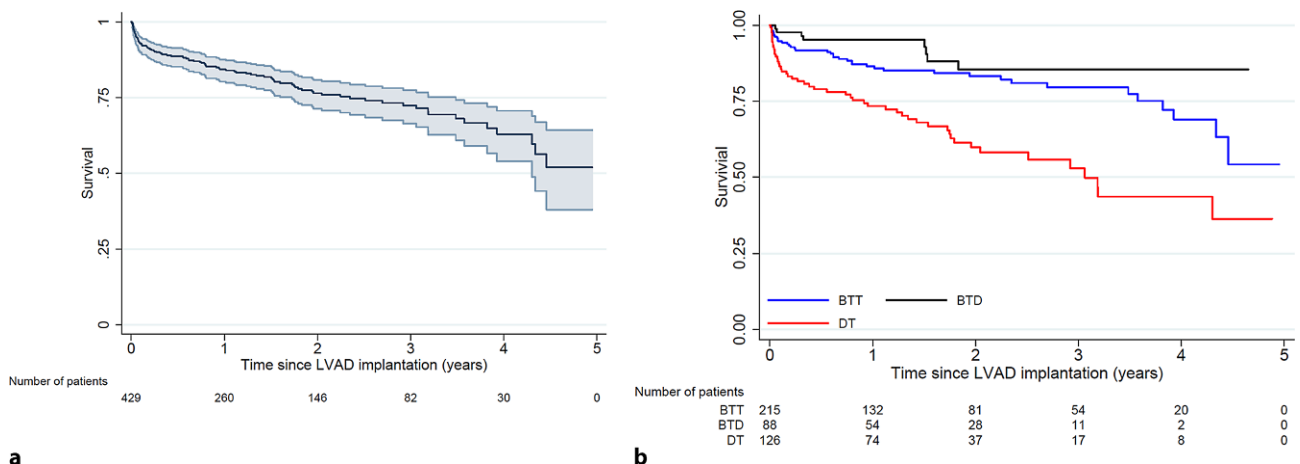 1
.75
.5
.25
0
Survival
0 1 2 3 4 5
Time since LVAD implantation (years)
Number of patients
429 260 146 82 30 0
a
1.00
0.75
0.50
0.25
0.00
Survivial
BTT BTD
DT
0 1 2 3 4 5
Time since LVAD implantation (years)
Number of patients
BTT 215 132 81 54 20 0
BTD 88 54 28 11 2 0
DT 126 74 37 17 8 0
b